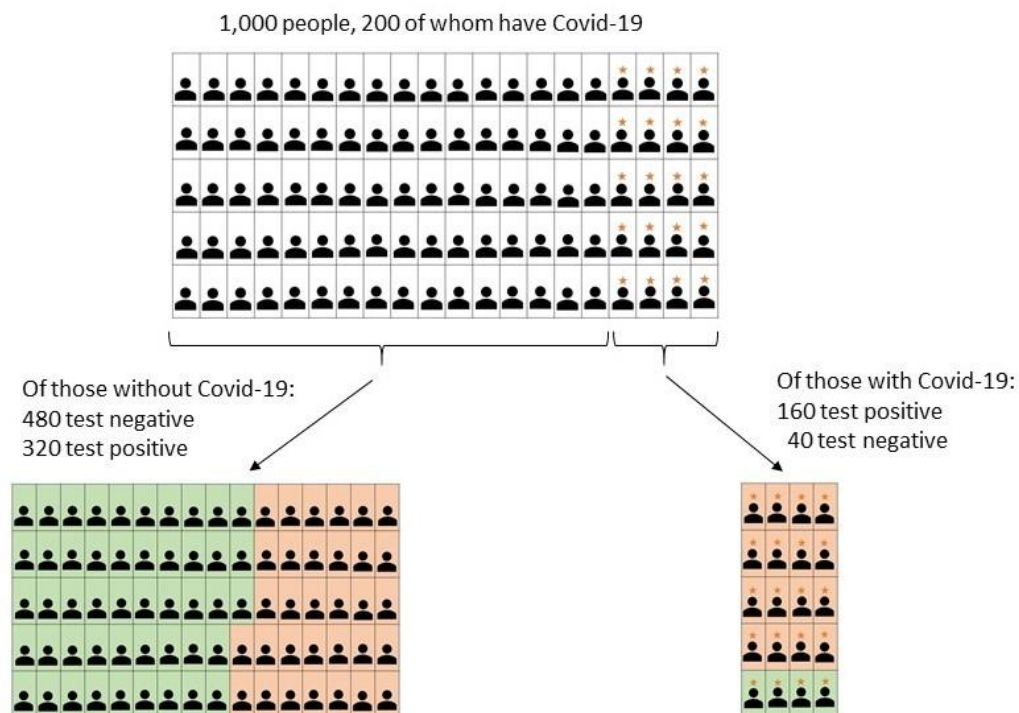 1,000 people, 200 of whom have Covid-19
Of those without Covid-19:
480 test negative
320 test positive
Of those with Covid-19:
160 test positive
40 test negative